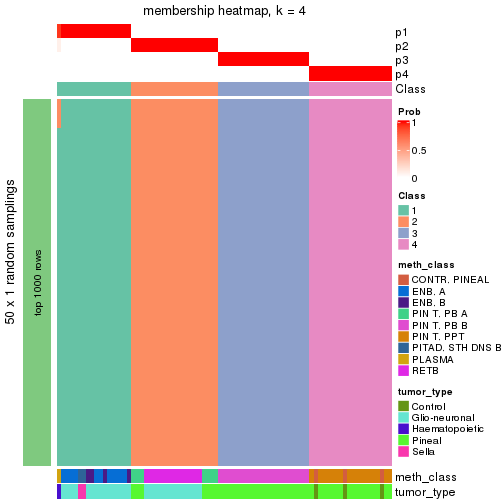 membership heatmap, k = 4
p1
p2
p3
p4
Class
50 x 1 random samplings
top 1000 rows
Prob
1
0.5
0
Class
1
2
3
4
meth_class
CONTR. PINEAL
ENB. A
ENB. B
PIN T. PB A
PIN T. PB B
PIN T. PPT
PITAD. STH DNS B
PLASMA
RETB
tumor_type
Control
Glio-neuronal
Haematopoietic
Pineal
Sella
meth_class
tumor_type